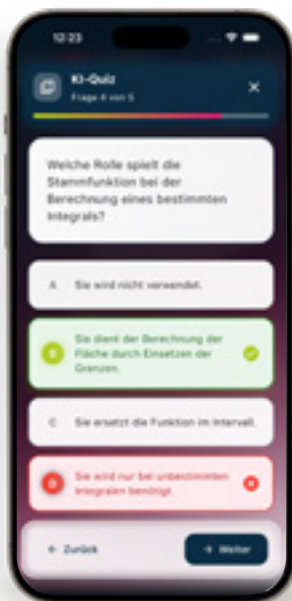 12:23
KI-Quiz
Frage 4 von 5
Welche Rolle spielt die
Stammfunktion bei der
Berechnung eines bestimmten
Integrals?
A Sie wird nicht verwendet.
B Sie dient der Berechnung der
Fläche durch Einsetzen der
Grenzen.
C Sie ersetzt die Funktion im Intervall.
D Sie wird nur bei unbestimmten
Integralen benötigt.
← Zurück → Weiter